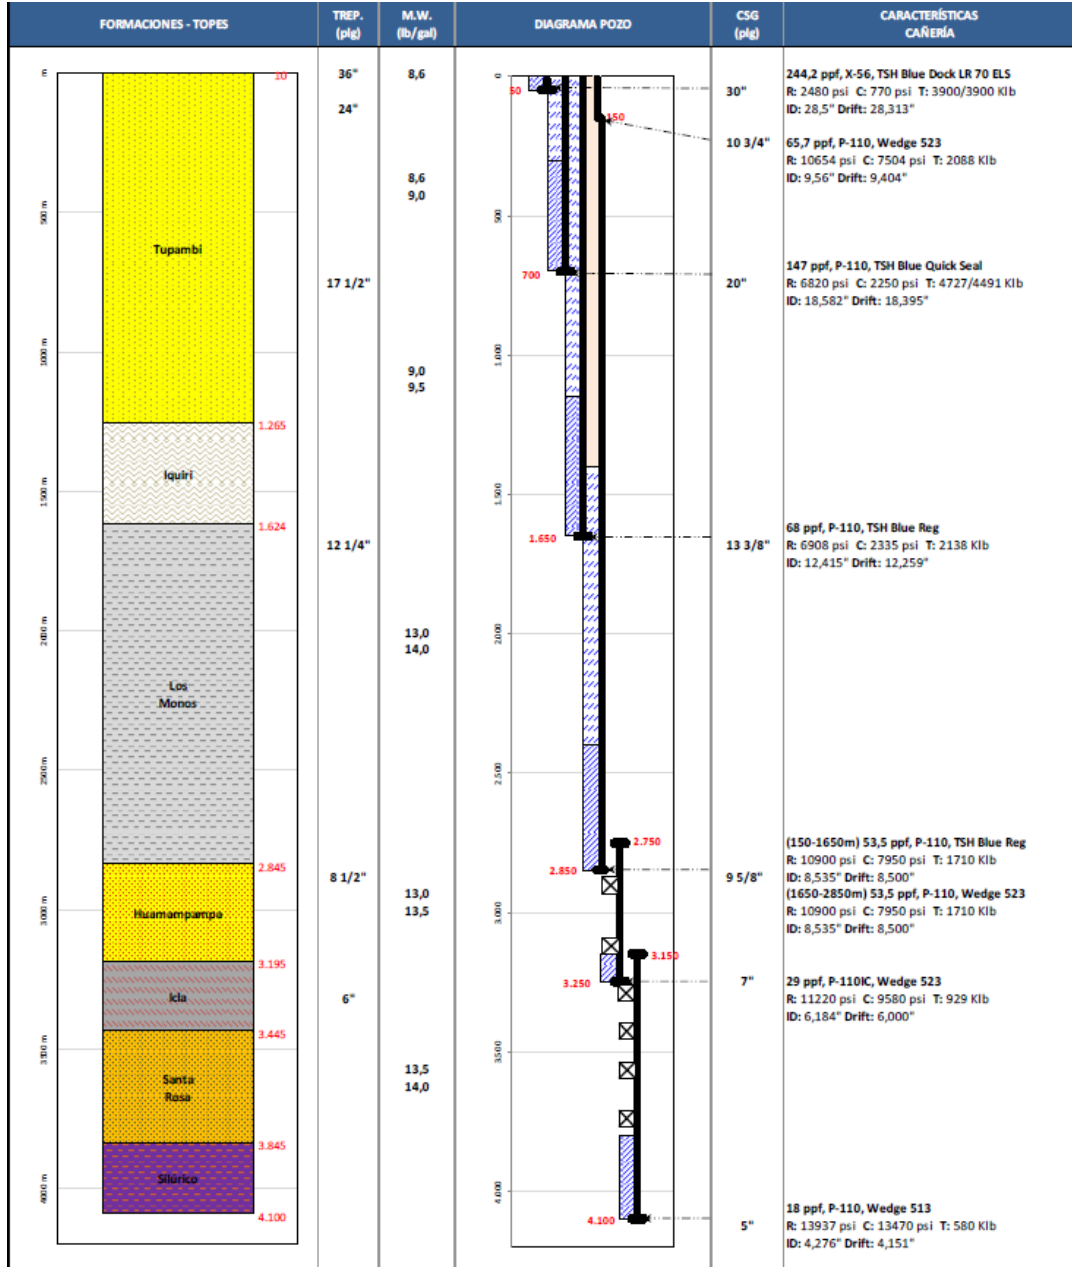 FORMACIONES - TOPES
TREP.
(plg)
M.W.
(lb/gal)
DIAGRAMA POZO
CSG
(plg)
CARACTERÍSTICAS
CAÑERÍA
10
500 m
1000 m
1500 m
2000 m
2500 m
3000 m
3500 m
4000 m
Tupambi
1.265
Iquiri
1.624
Los
Monos
2.845
Huamampampa
3.195
Icla
3.445
Santa
Rosa
3.845
Silúrico
4.100
36"
24"
17 1/2"
12 1/4"
8 1/2"
6"
8,6
8,6
9,0
9,0
9,5
13,0
14,0
13,0
13,5
13,5
14,0
0
500
1.000
1.500
2.000
2.500
3.000
3.500
4.000
50
150
700
1.650
2.750
2.850
3.150
3.250
4.100
30"
10 3/4"
20"
13 3/8"
9 5/8"
7"
5"
244,2 ppf, X-56, TSH Blue Dock LR 70 ELS
R: 2480 psi C: 770 psi T: 3900/3900 Klb
ID: 28,5" Drift: 28,313"
65,7 ppf, P-110, Wedge 523
R: 10654 psi C: 7504 psi T: 2088 Klb
ID: 9,56" Drift: 9,404"
147 ppf, P-110, TSH Blue Quick Seal
R: 6820 psi C: 2250 psi T: 4727/4491 Klb
ID: 18,582" Drift: 18,395"
68 ppf, P-110, TSH Blue Reg
R: 6908 psi C: 2335 psi T: 2138 Klb
ID: 12,415" Drift: 12,259"
(150-1650m) 53,5 ppf, P-110, TSH Blue Reg
R: 10900 psi C: 7950 psi T: 1710 Klb
ID: 8,535" Drift: 8,500"
(1650-2850m) 53,5 ppf, P-110, Wedge 523
R: 10900 psi C: 7950 psi T: 1710 Klb
ID: 8,535" Drift: 8,500"
29 ppf, P-110IC, Wedge 523
R: 11220 psi C: 9580 psi T: 929 Klb
ID: 6,184" Drift: 6,000"
18 ppf, P-110, Wedge 513
R: 13937 psi C: 13470 psi T: 580 Klb
ID: 4,276" Drift: 4,151"